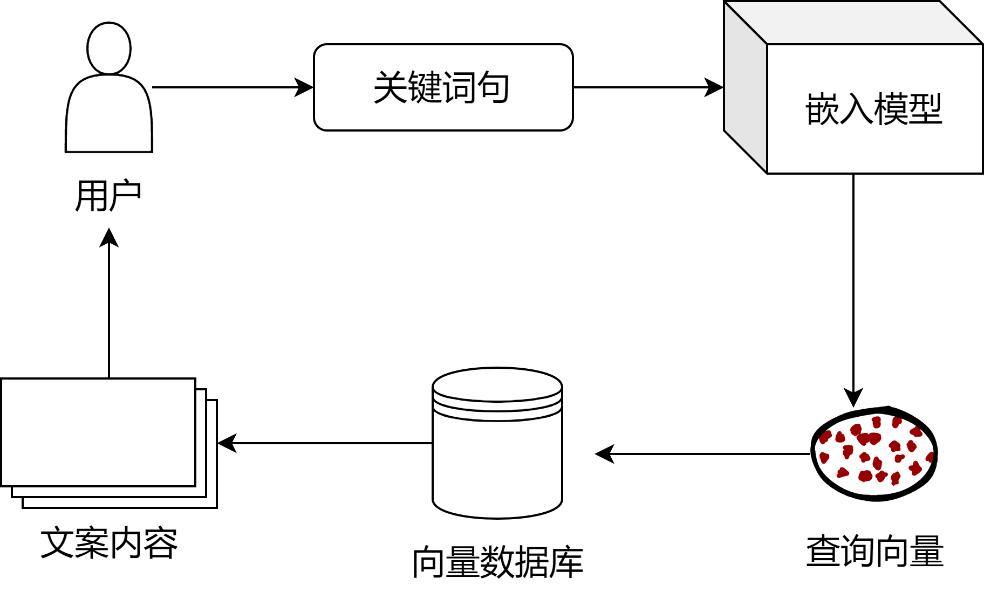 关键词句
嵌入模型
用户
文案内容
向量数据库
查询向量